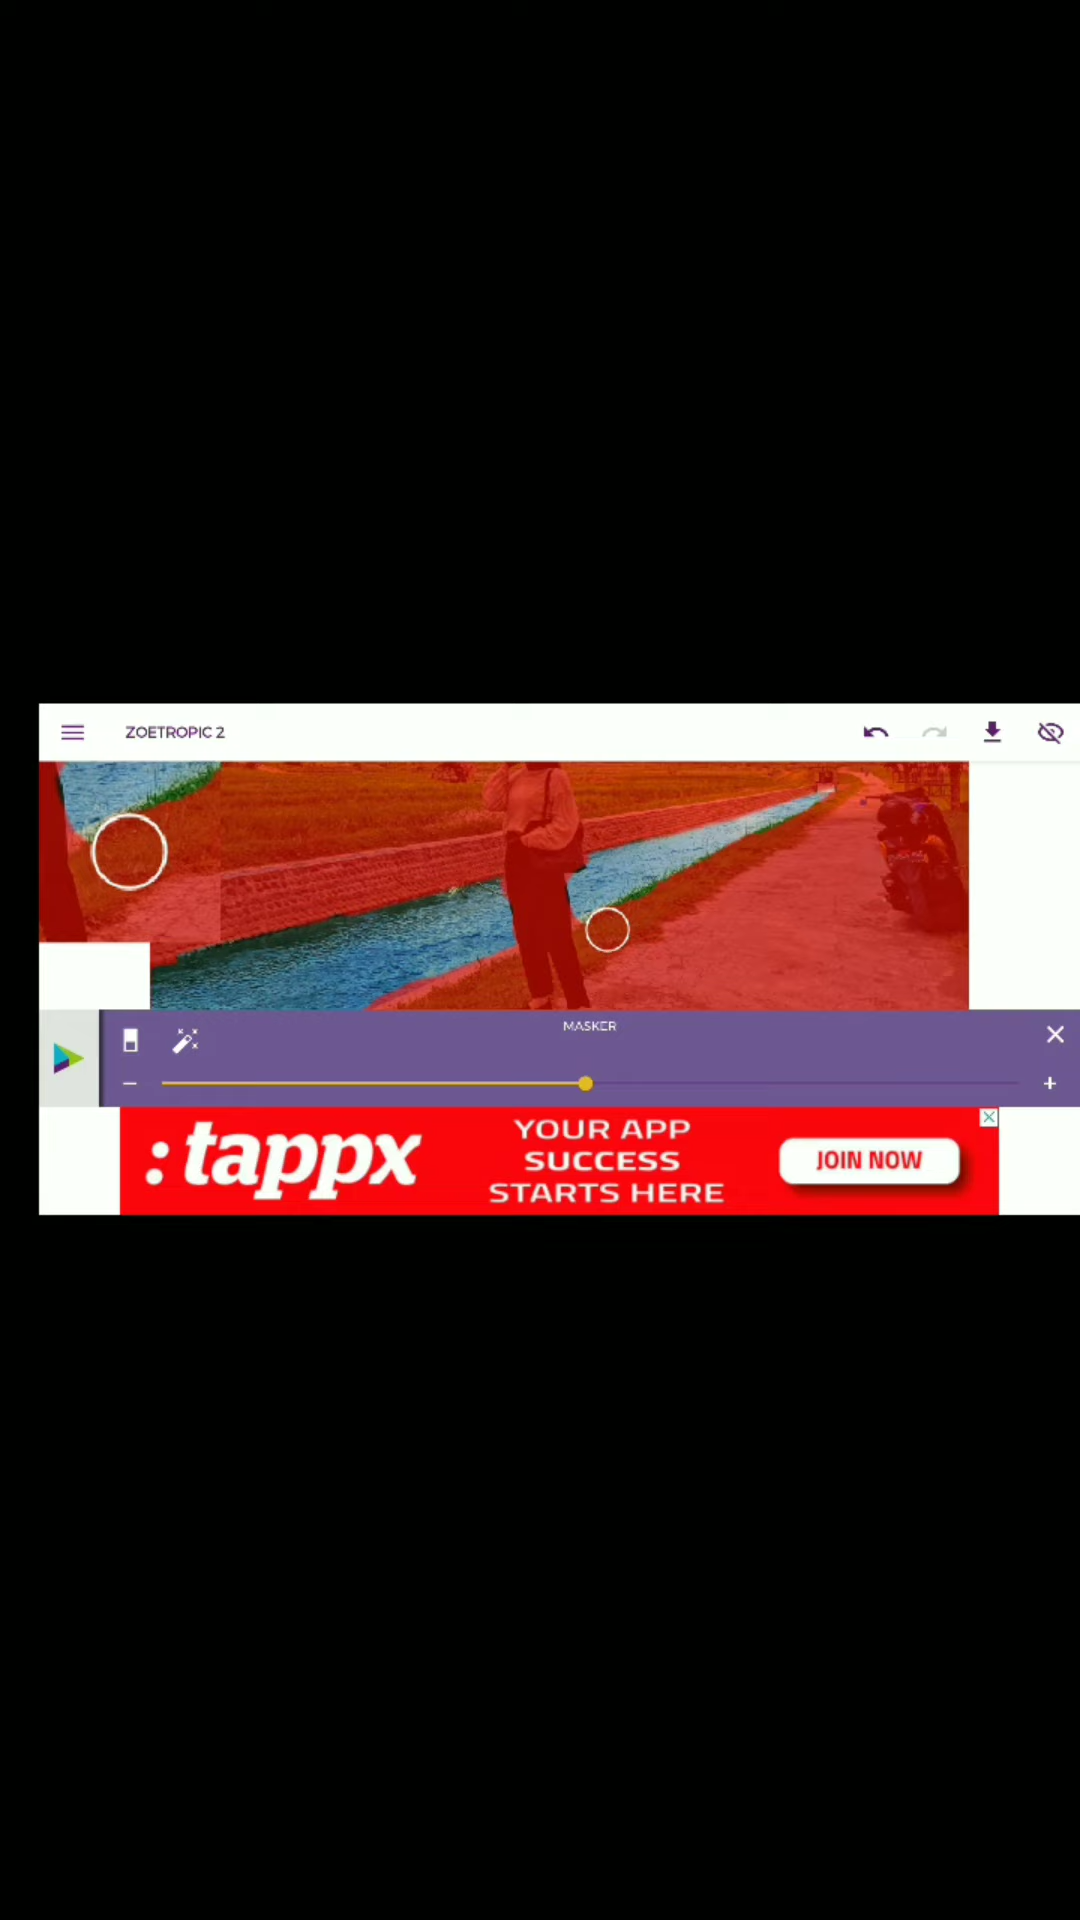 ZOETROPIC 2
MASKER
:tappx
YOUR APP
SUCCESS
STARTS HERE
JOIN NOW